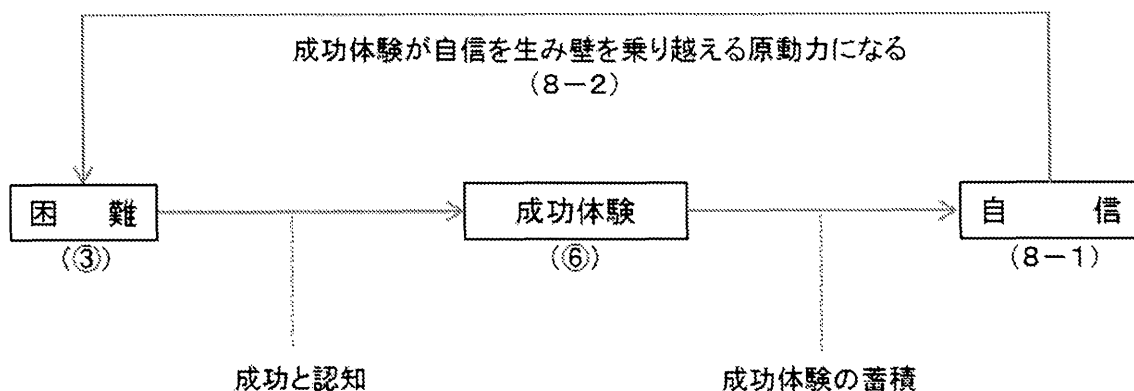 成功体験が自信を生み壁を乗り越える原動力になる
(8-2)
困 難
成功体験
自 信
(③)
(⑥)
(8-1)
成功と認知
成功体験の蓄積